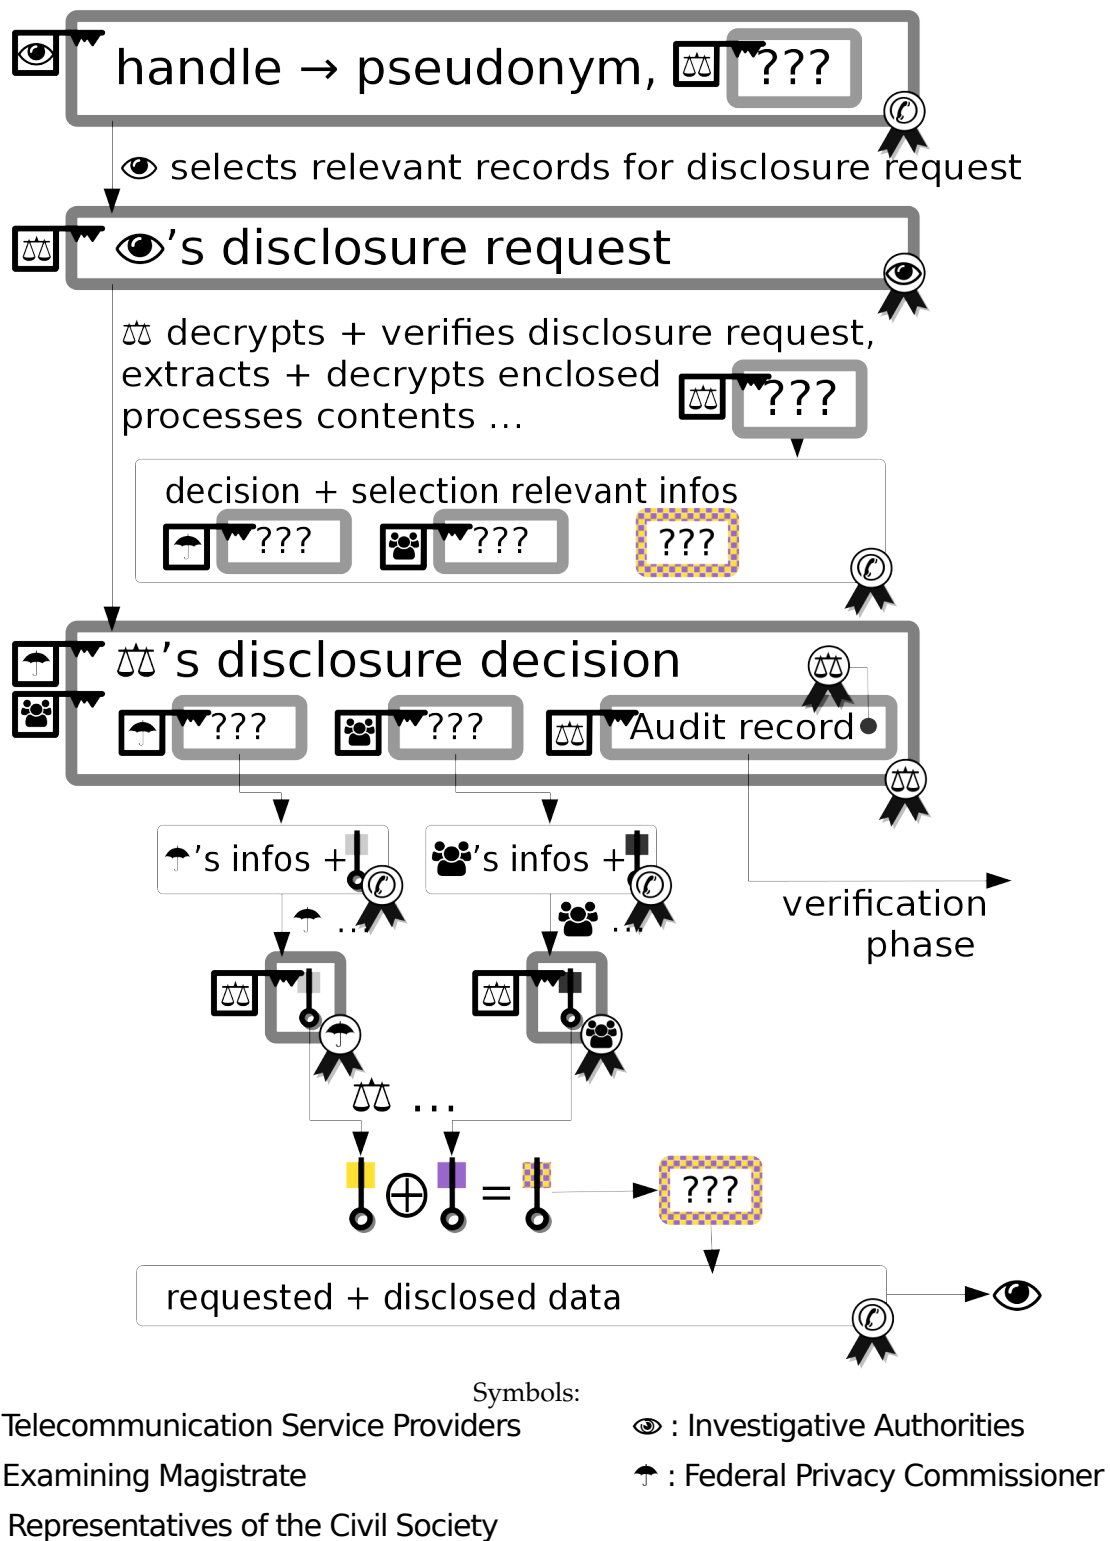 handle → pseudonym, ???
selects relevant records for disclosure request
’s disclosure request
decrypts + verifies disclosure request,
extracts + decrypts enclosed
processes contents ... ???
decision + selection relevant infos
??? ??? ???
’s disclosure decision
??? ??? Audit record
’s infos + ’s infos +
... ...
verification
phase
...
⊕ = ???
requested + disclosed data
Symbols:
Telecommunication Service Providers : Investigative Authorities
Examining Magistrate : Federal Privacy Commissioner
Representatives of the Civil Society